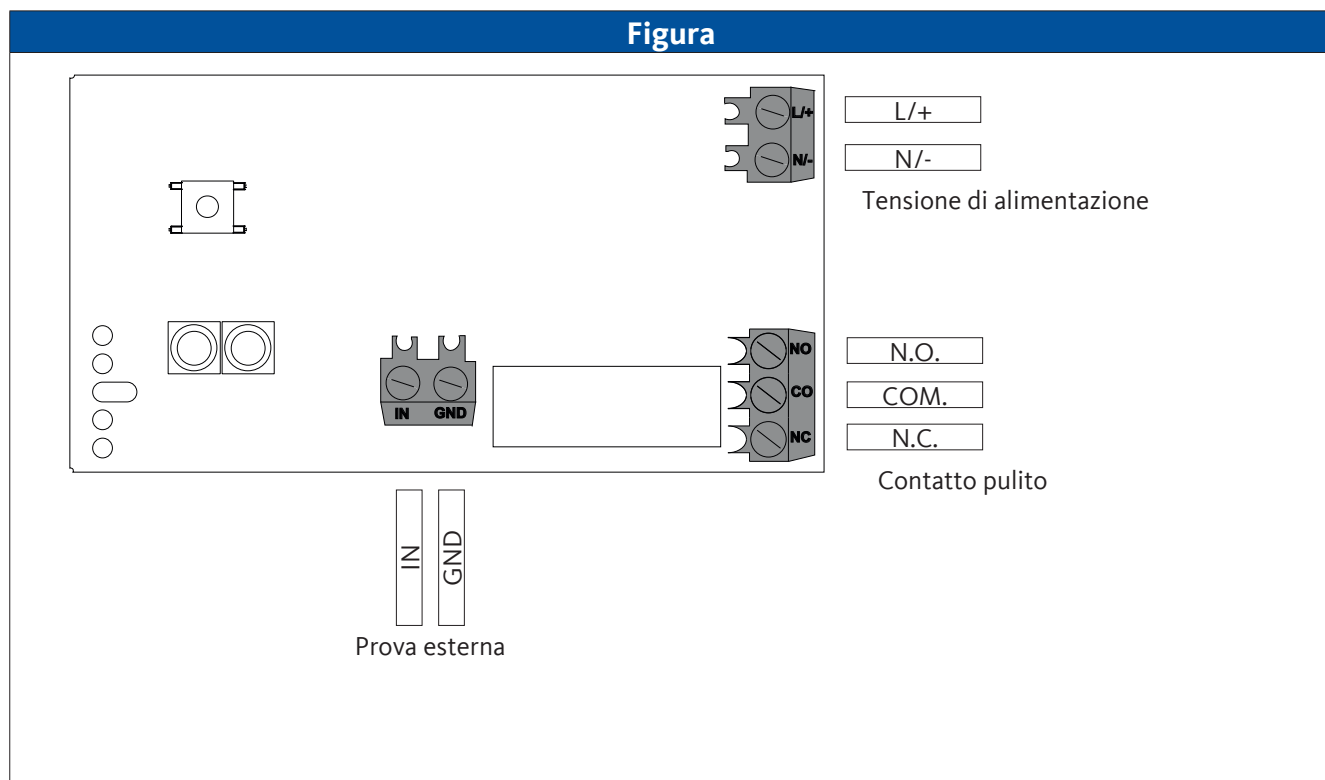 Figura
L/+
L/+
N/-
N/-
Tensione di alimentazione
NO
N.O.
CO
COM.
NC
N.C.
Contatto pulito
IN
GND
IN
GND
Prova esterna